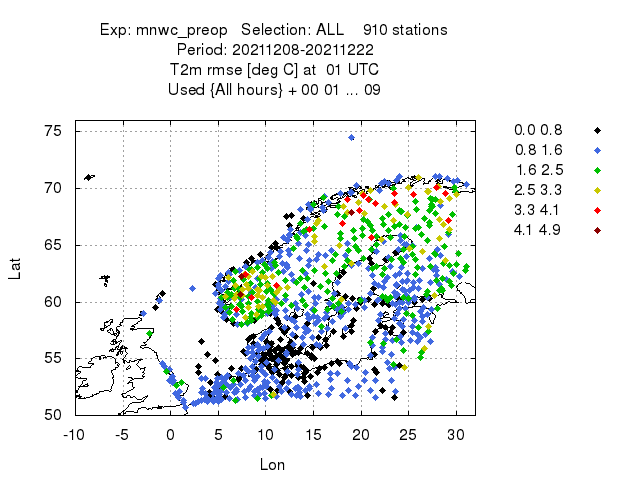 Exp: mnwc_preop   Selection: ALL    910 stations
Period: 20211208-20211222
T2m rmse [deg C] at  01 UTC
Used {All hours} + 00 01 ... 09
0.0 0.8
0.8 1.6
1.6 2.5
2.5 3.3
3.3 4.1
4.1 4.9
75
70
65
60
55
50
Lat
-10 -5 0 5 10 15 20 25 30
Lon